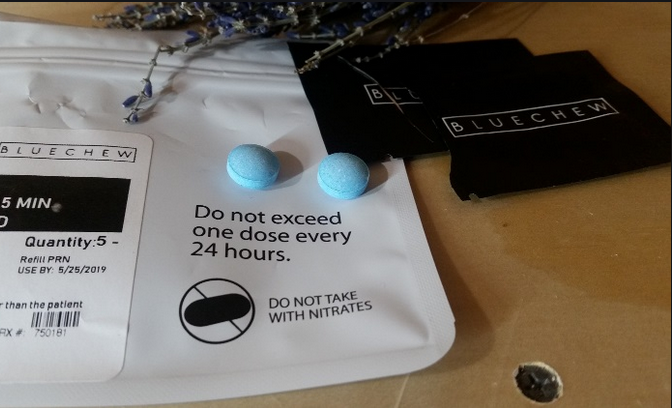 BLUECHEW
BLUECHEW
5 MIN
Quantity:5 -
Refill PRN
USE BY: 5/25/2019
than the patient
RX #: 750181
Do not exceed
one dose every
24 hours.
DO NOT TAKE
WITH NITRATES